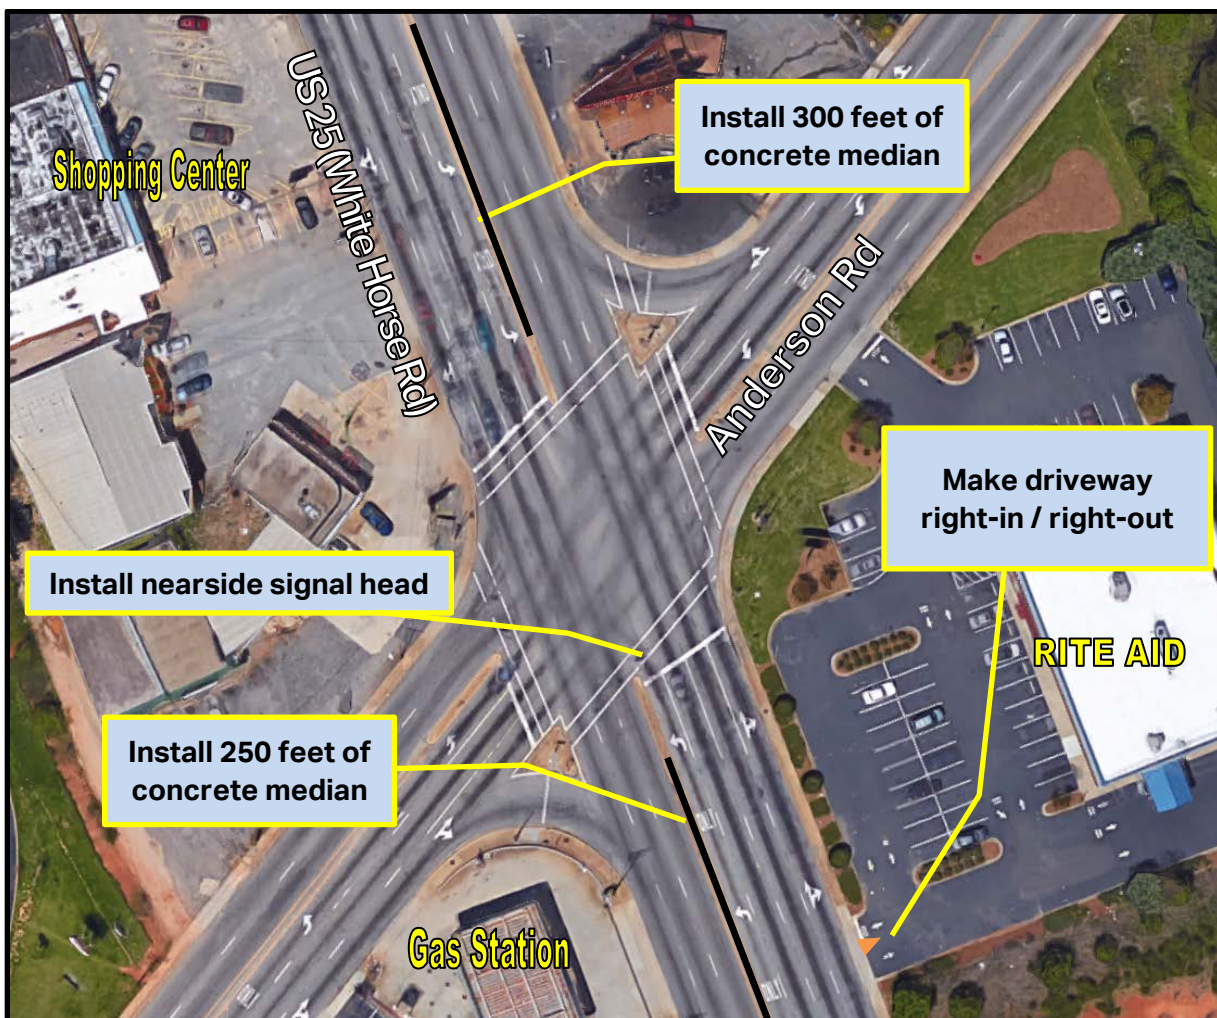 Install 300 feet of
concrete median
US 25 (White Horse Rd)
Shopping Center
Anderson Rd
Make driveway
right-in / right-out
Install nearside signal head
RITE AID
Install 250 feet of
concrete median
Gas Station